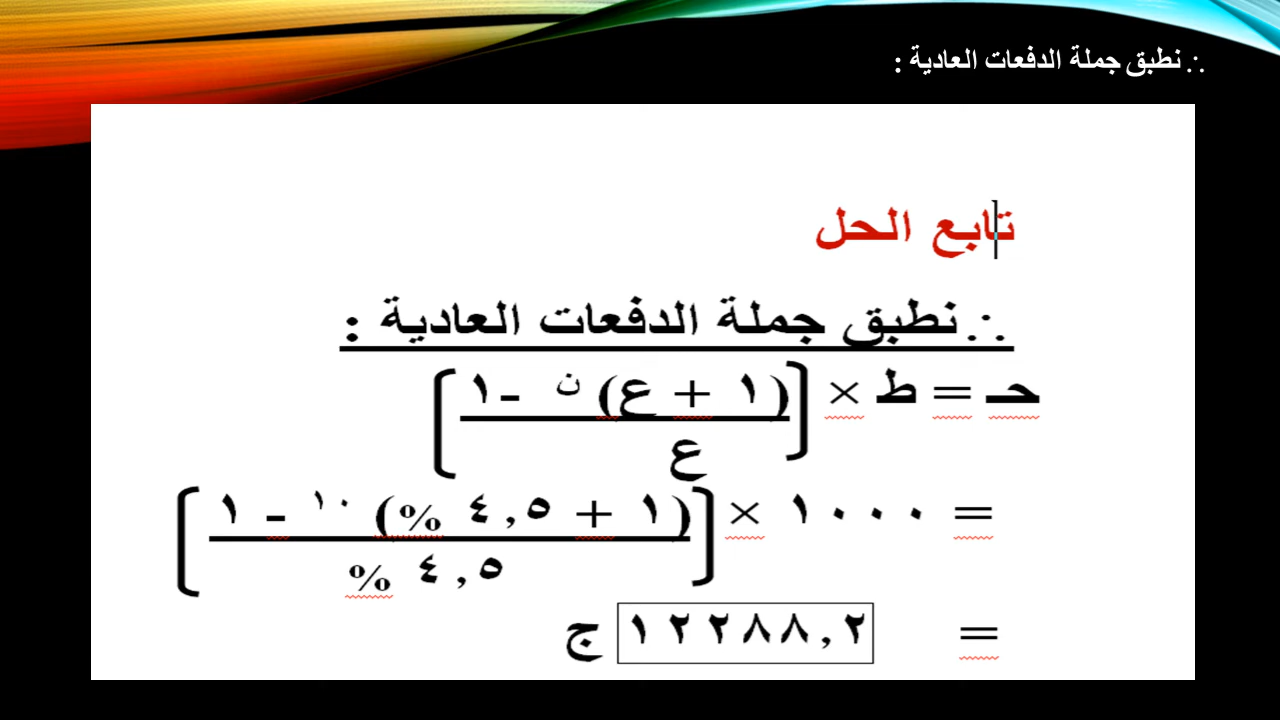 ∴ نطبق جملة الدفعات العادية :
تابع الحل
∴ نطبق جملة الدفعات العادية :
حـ = ط × [(١ + ع) ن -١]
ع
= ١٠٠٠ × [(١ + ٤,٥ %) ١٠ - ١]
٤,٥ %
= ١٢٢٨٨,٢ ج